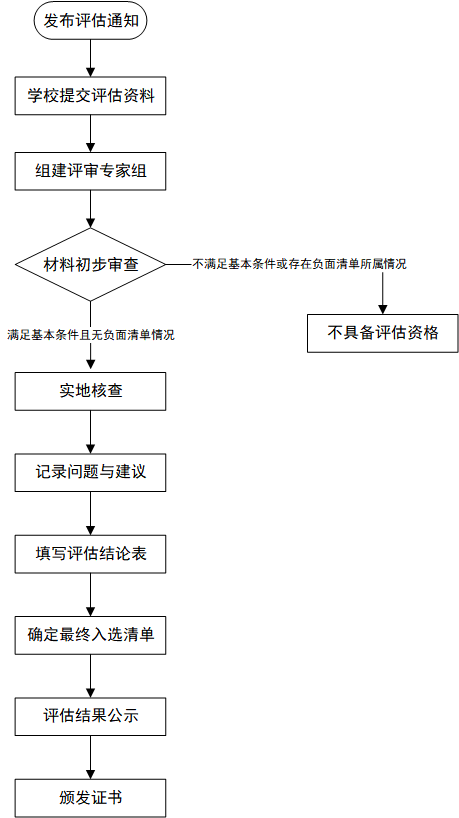 发布评估通知
学校提交评估资料
组建评审专家组
材料初步审查
不满足基本条件或存在负面清单所属情况
不具备评估资格
满足基本条件且无负面清单情况
实地核查
记录问题与建议
填写评估结论表
确定最终入选清单
评估结果公示
颁发证书